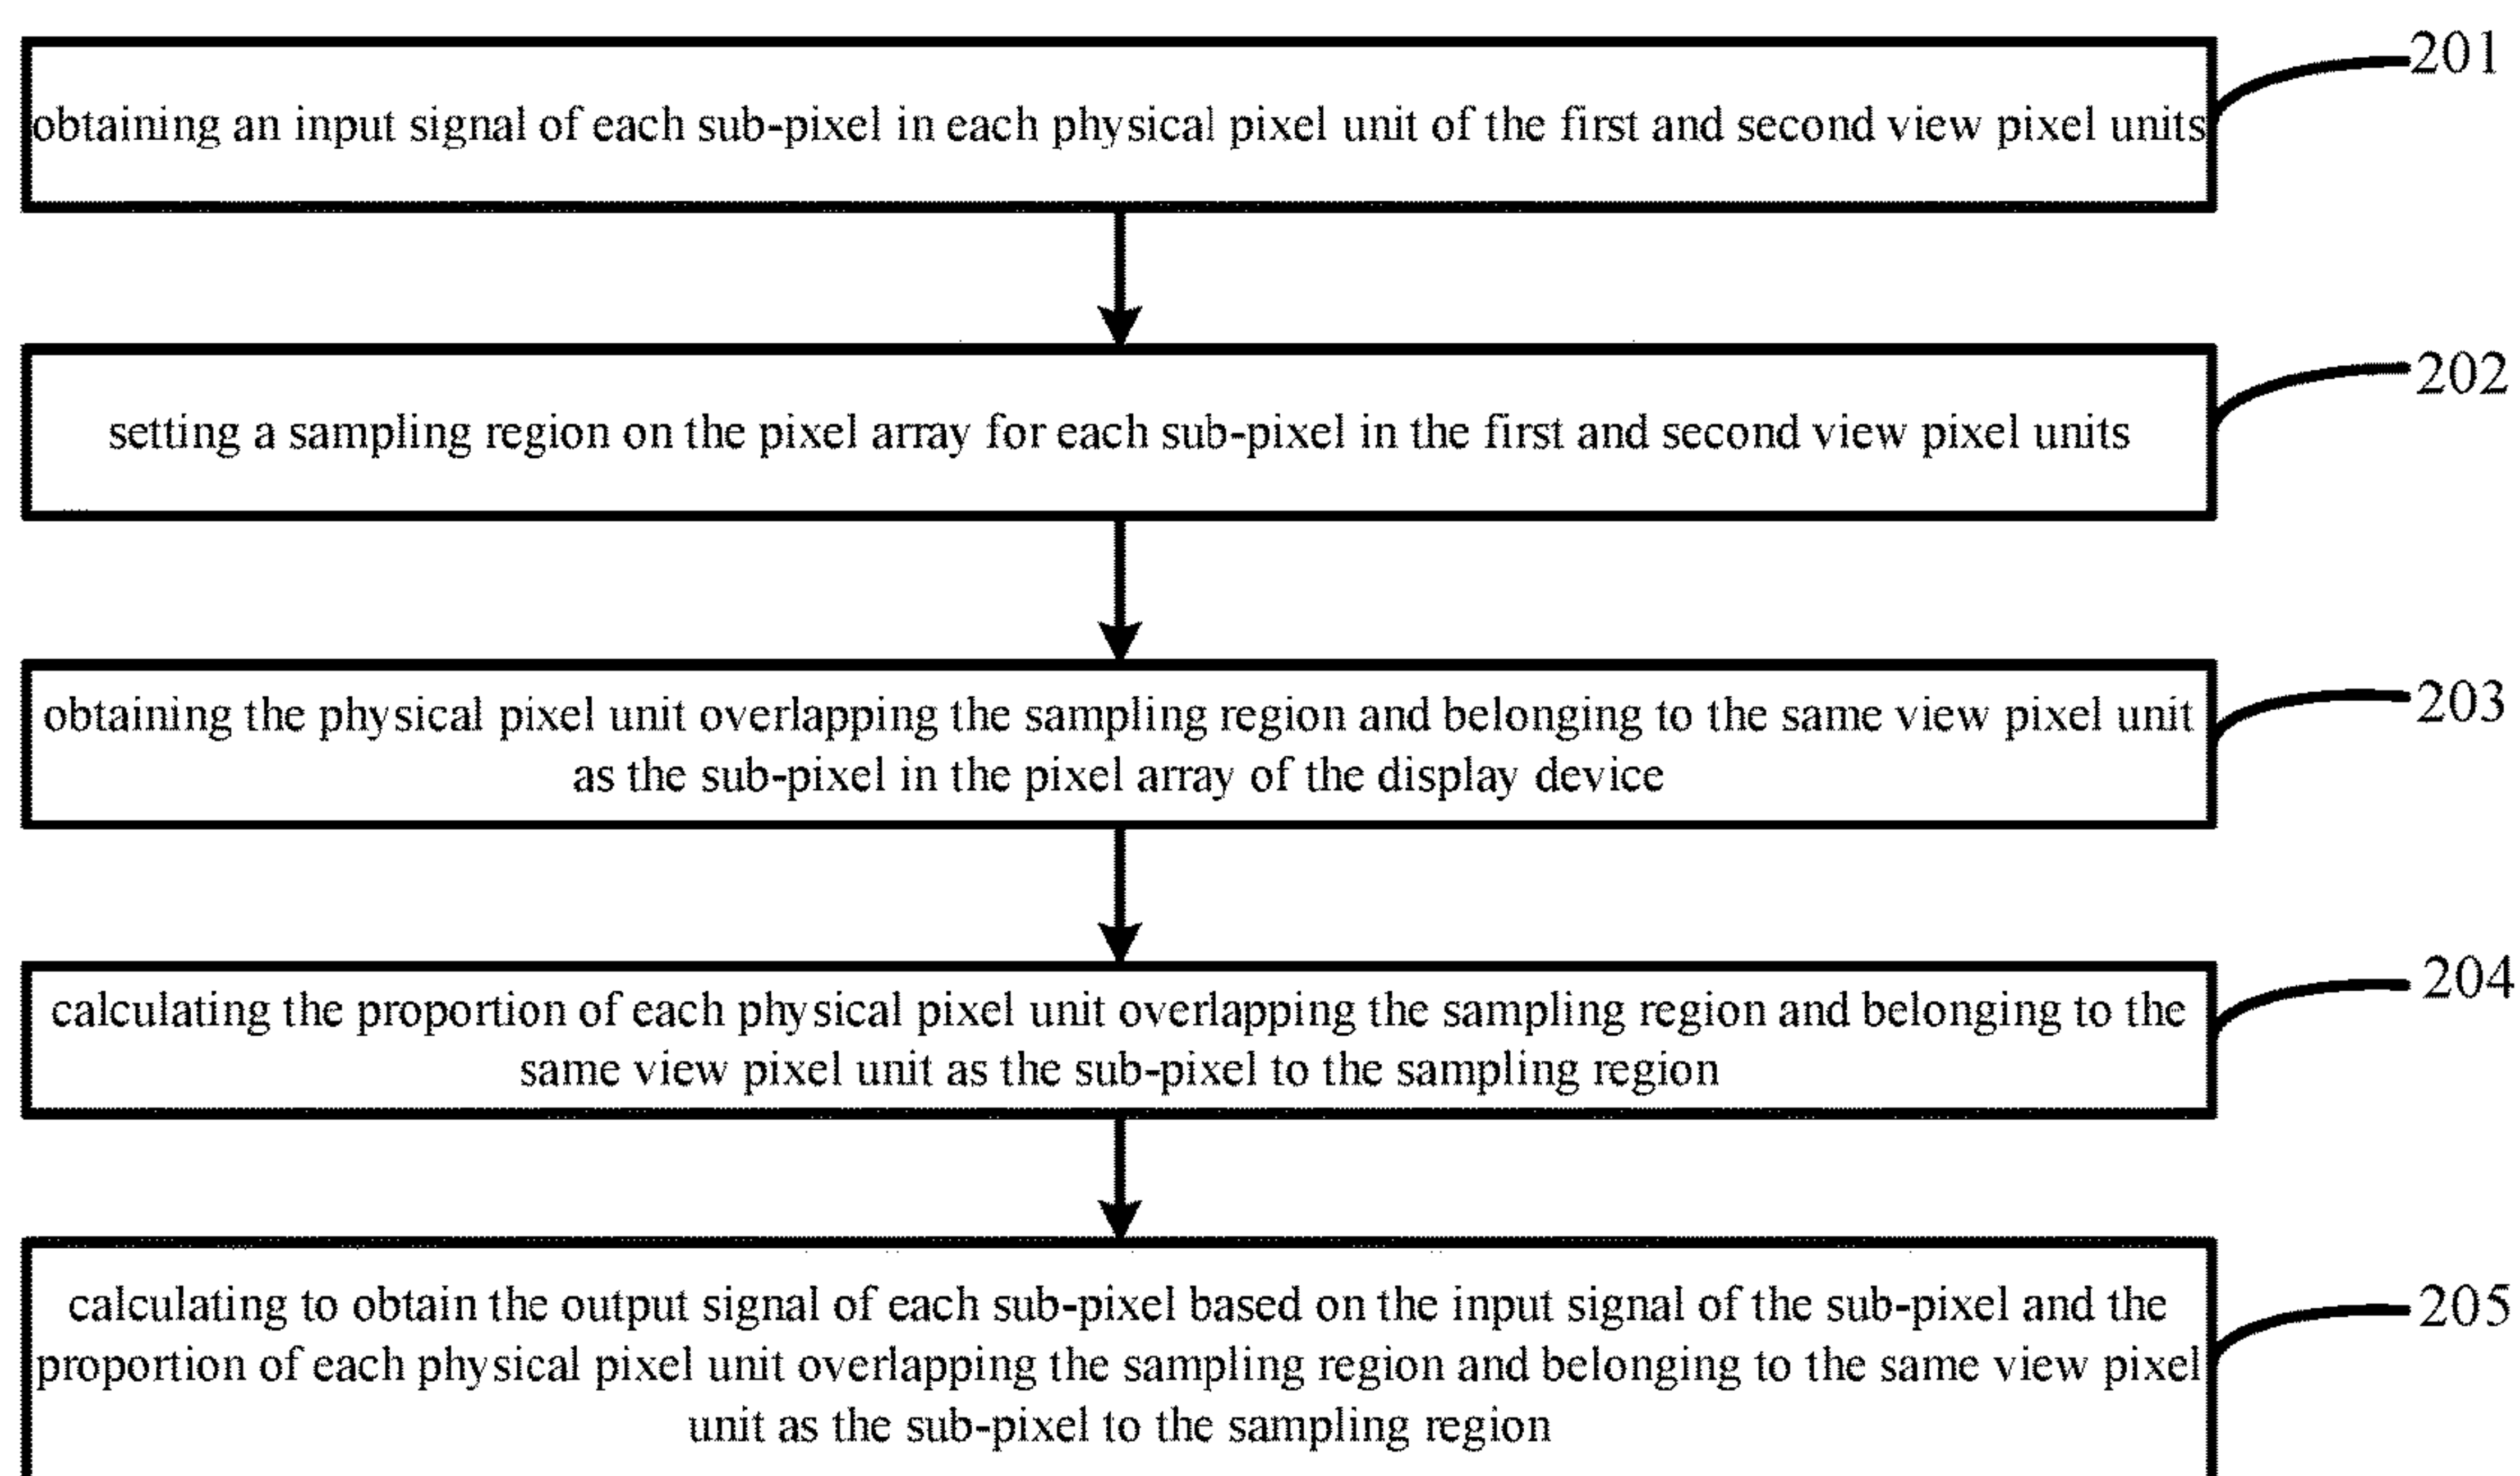 201
obtaining an input signal of each sub-pixel in each physical pixel unit of the first and second view pixel units
202
setting a sampling region on the pixel array for each sub-pixel in the first and second view pixel units
203
obtaining the physical pixel unit overlapping the sampling region and belonging to the same view pixel unit
as the sub-pixel in the pixel array of the display device
204
calculating the proportion of each physical pixel unit overlapping the sampling region and belonging to the
same view pixel unit as the sub-pixel to the sampling region
205
calculating to obtain the output signal of each sub-pixel based on the input signal of the sub-pixel and the
proportion of each physical pixel unit overlapping the sampling region and belonging to the same view pixel
unit as the sub-pixel to the sampling region